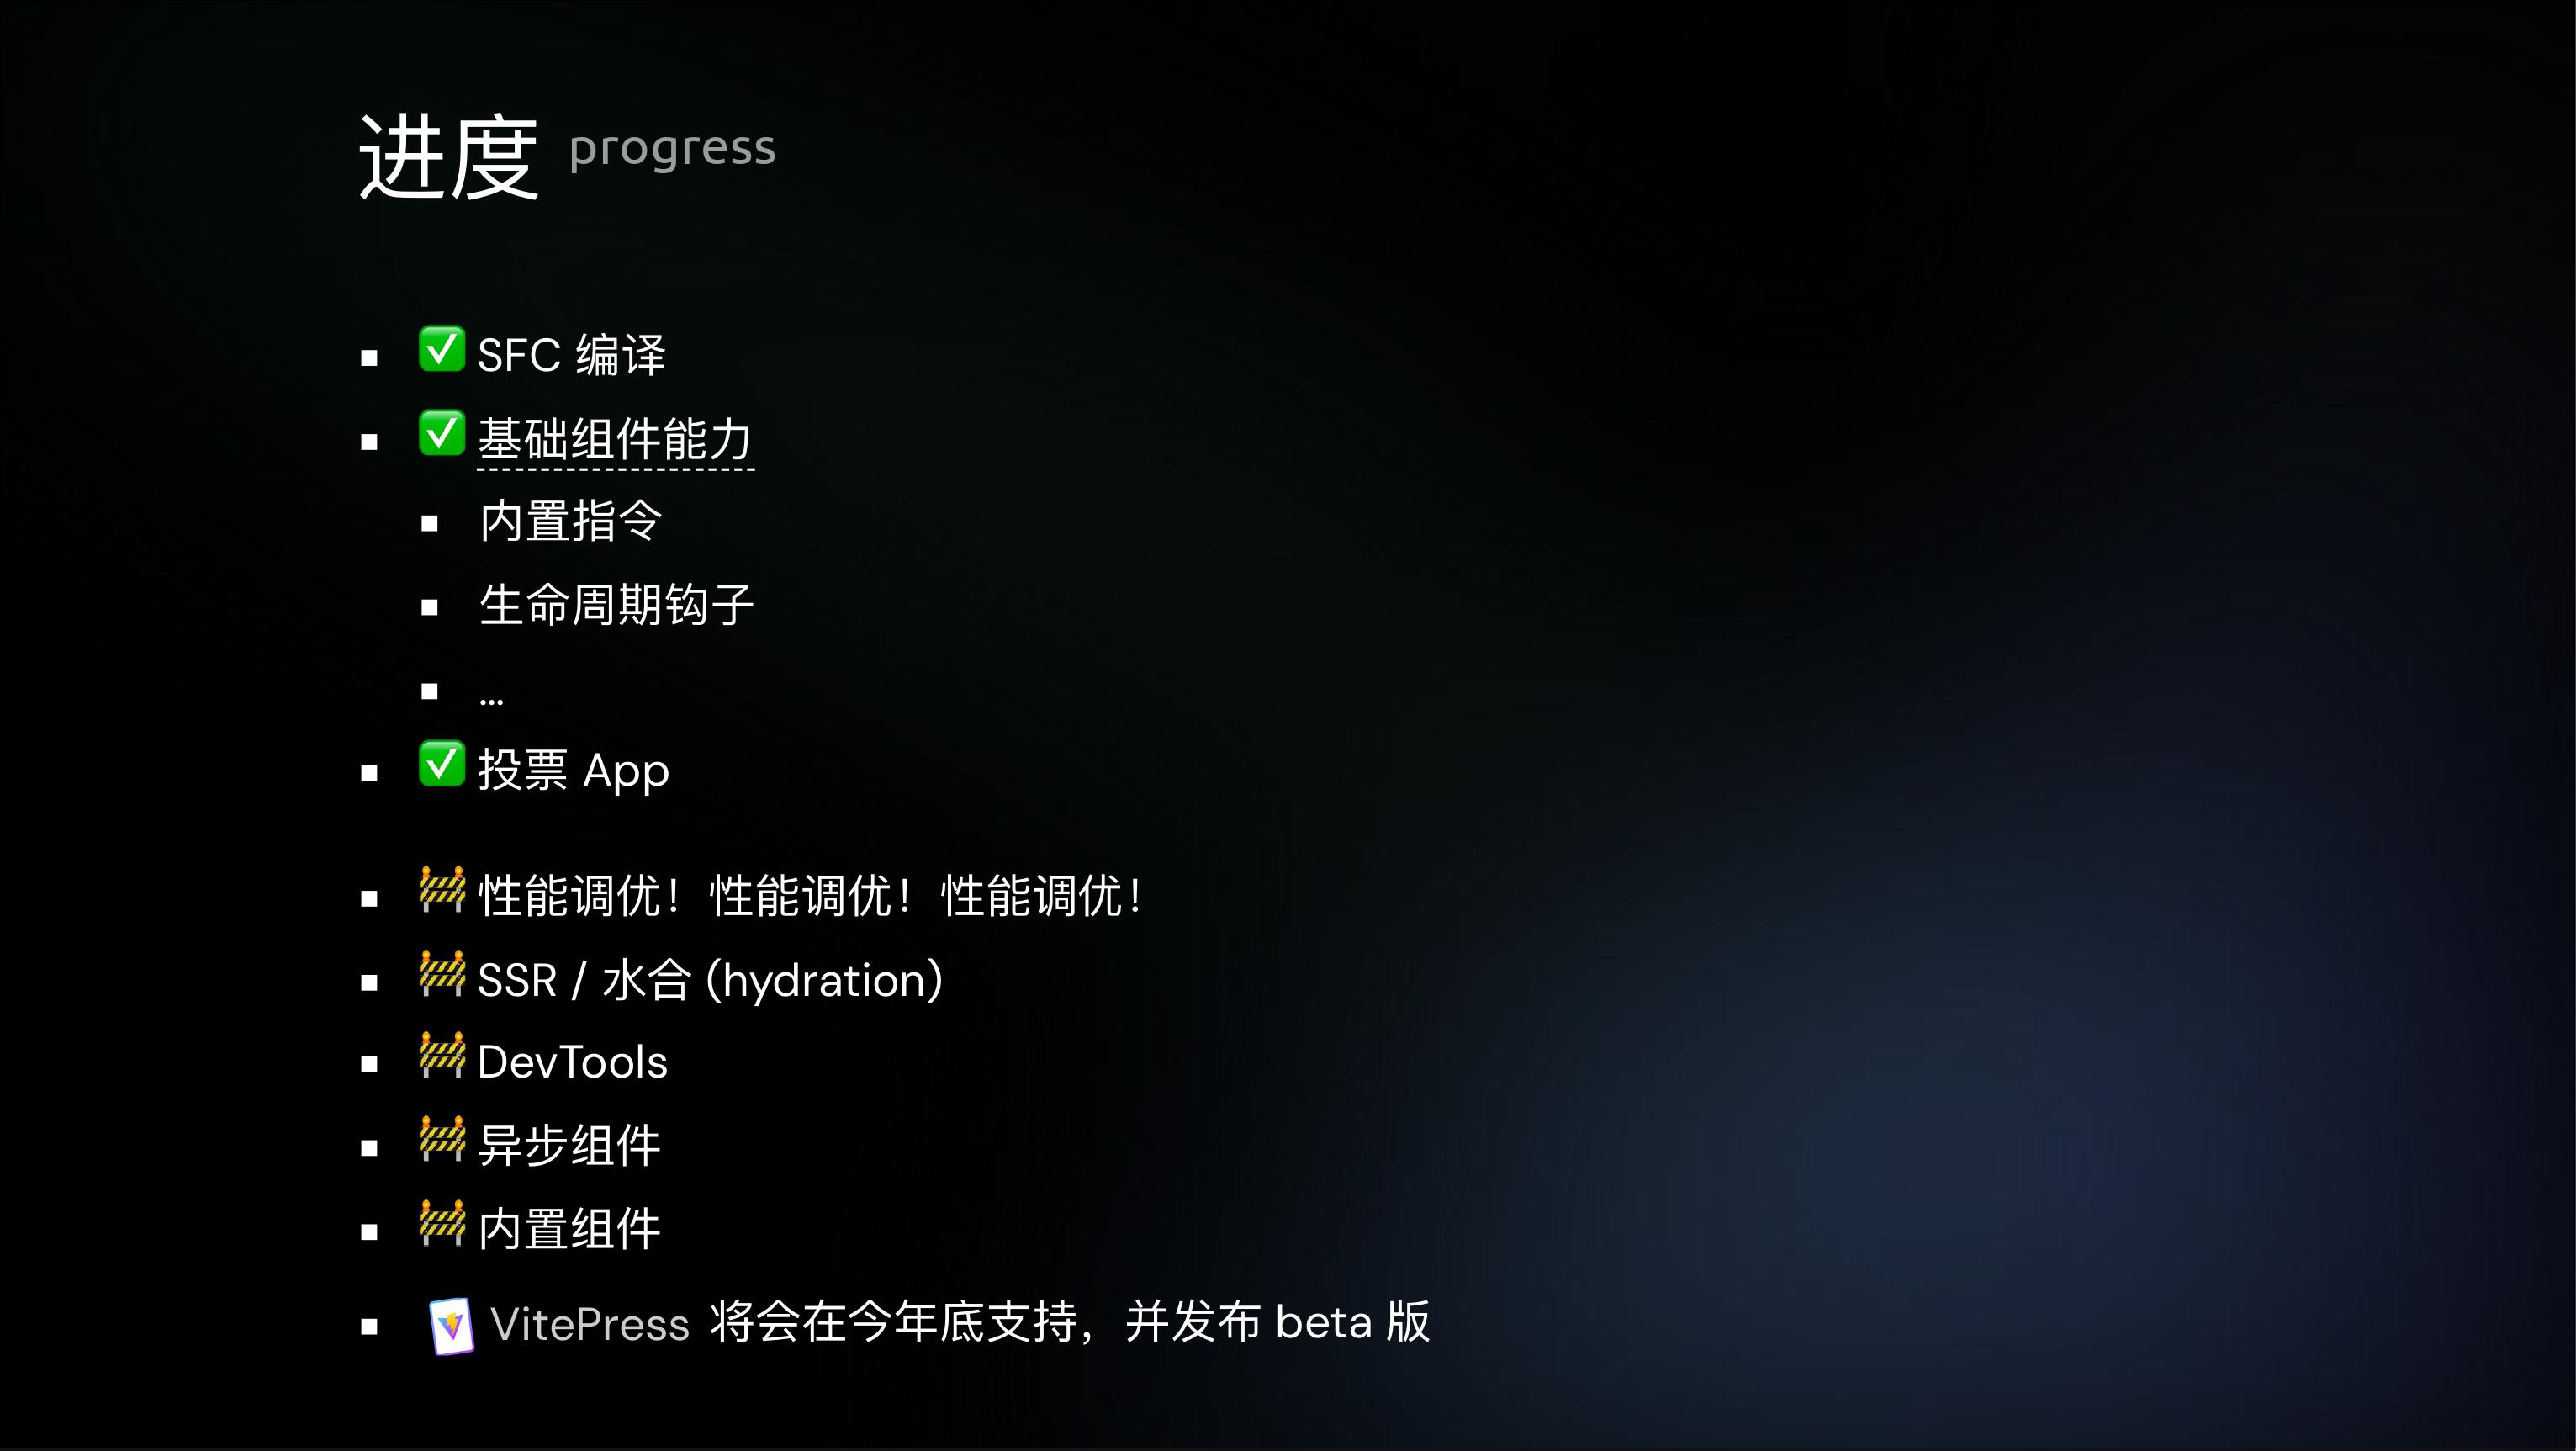 进度 progress
✅ SFC 编译
✅ 基础组件能力
内置指令
生命周期钩子
...
✅ 投票 App
🚧 性能调优！性能调优！性能调优！
🚧 SSR / 水合 (hydration)
🚧 DevTools
🚧 异步组件
🚧 内置组件
VitePress 将会在今年底支持，并发布 beta 版